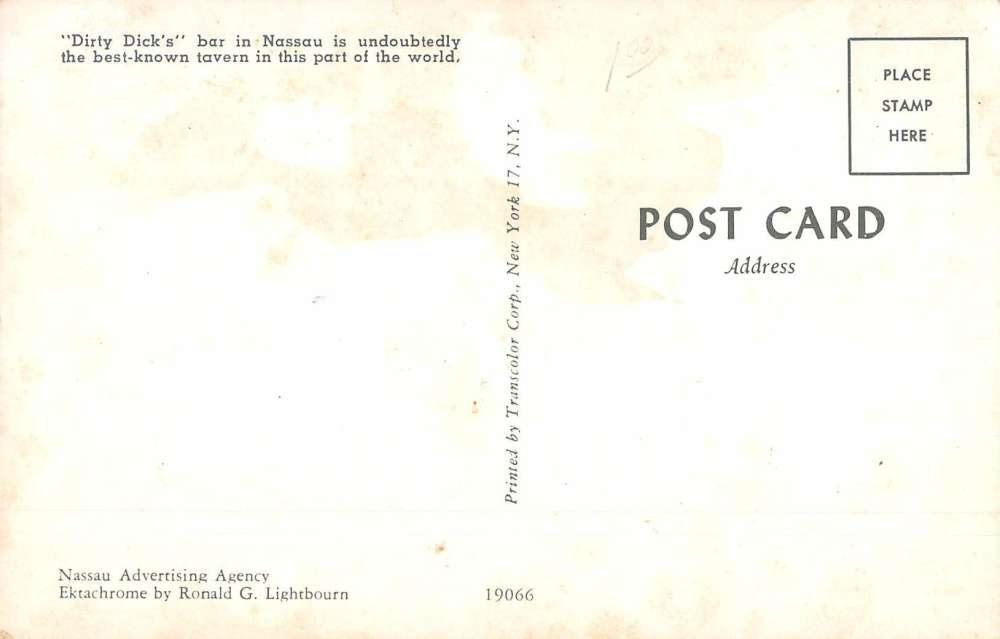 "Dirty Dick's" bar in Nassau is undoubtedly
the best-known tavern in this part of the world.
1.00
PLACE
STAMP
HERE
POST CARD
Address
Printed by Transcolor Corp., New York 17, N.Y.
Nassau Advertising Agency
Ektachrome by Ronald G. Lightbourn
19066